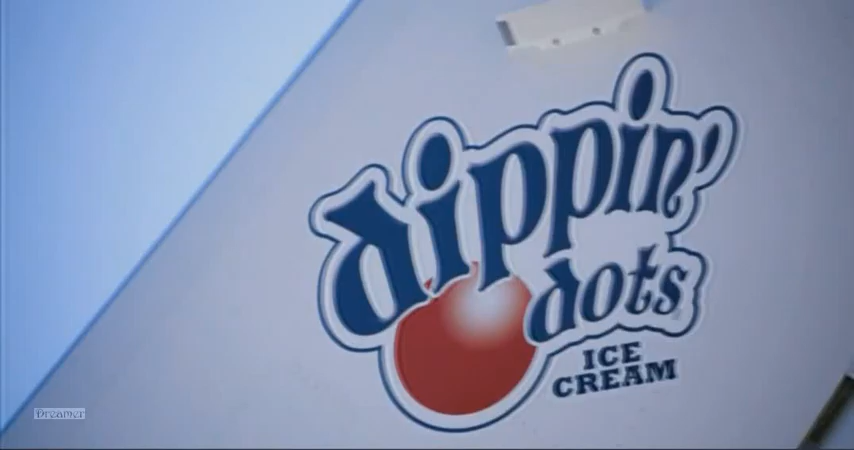 dippin'
dots
ICE
CREAM
Dreamer